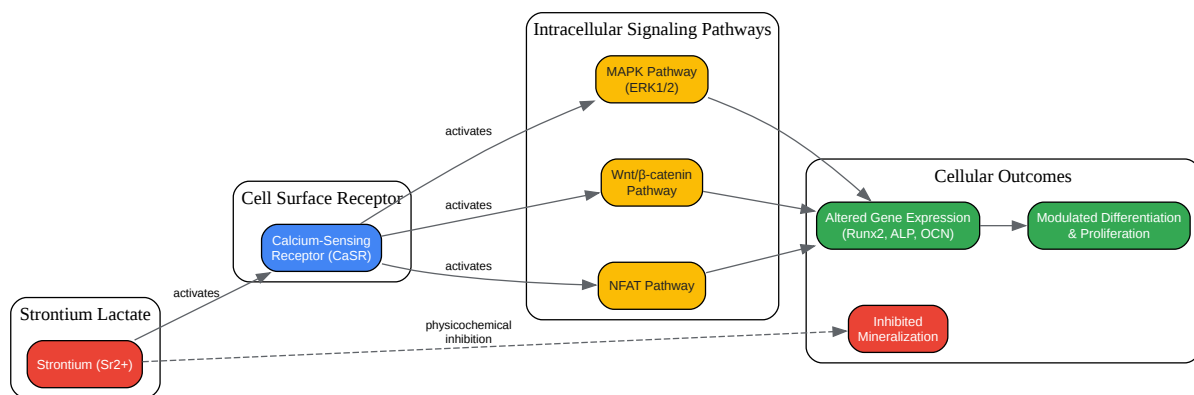 Intracellular Signaling Pathways
MAPK Pathway
(ERK1/2)
activates
Wnt/β-catenin
Pathway
Cellular Outcomes
Cell Surface Receptor
activates
Altered Gene Expression
(Runx2, ALP, OCN)
Modulated Differentiation
& Proliferation
Calcium-Sensing
Receptor (CaSR)
activates
NFAT Pathway
activates
Strontium Lactate
physicochemical
inhibition
Inhibited
Mineralization
Strontium (Sr2+)